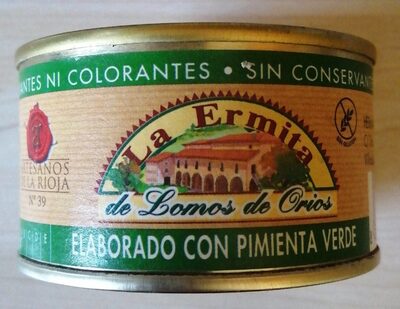 ANTES NI COLORANTES • SIN CONSERVANT
La Ermita
de Lomos de Orios
ARTESANOS
DE LA RIOJA
Nº 39
ELABORADO CON PIMIENTA VERDE